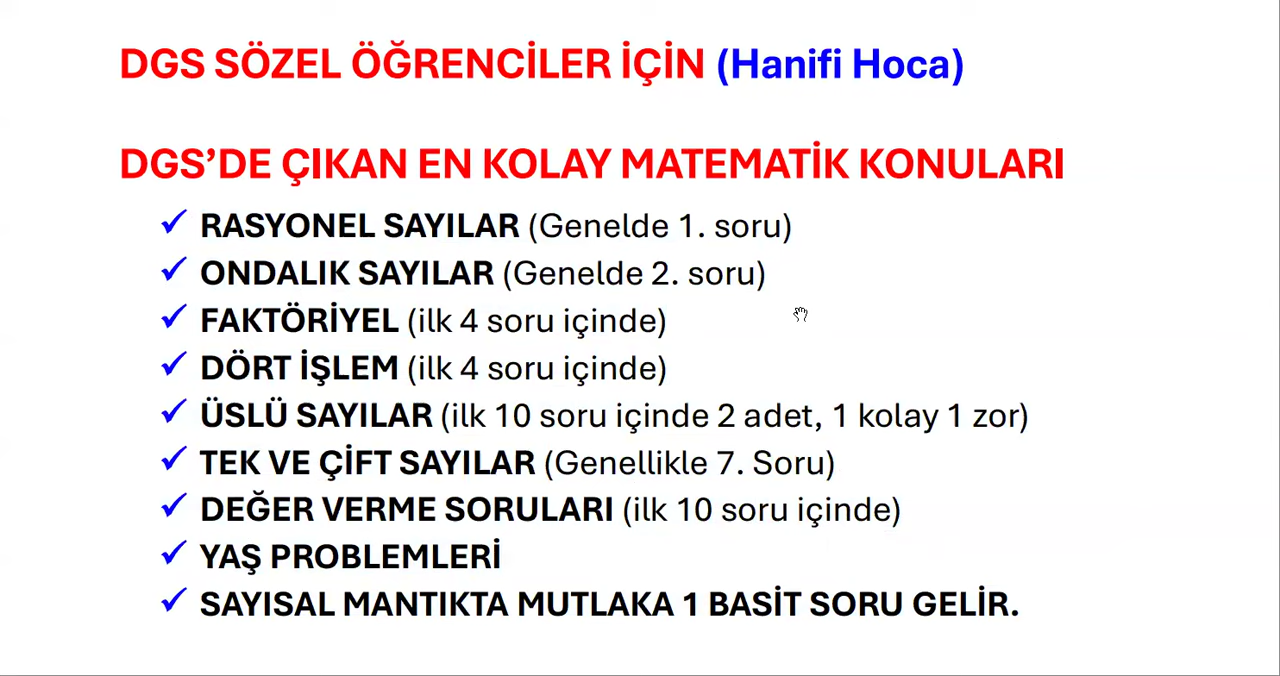 DGS SÖZEL ÖĞRENCİLER İÇİN (Hanifi Hoca)
DGS’DE ÇIKAN EN KOLAY MATEMATİK KONULARI
✓ RASYONEL SAYILAR (Genelde 1. soru)
✓ ONDALIK SAYILAR (Genelde 2. soru)
✓ FAKTÖRİYEL (ilk 4 soru içinde)
✓ DÖRT İŞLEM (ilk 4 soru içinde)
✓ ÜSLÜ SAYILAR (ilk 10 soru içinde 2 adet, 1 kolay 1 zor)
✓ TEK VE ÇİFT SAYILAR (Genellikle 7. Soru)
✓ DEĞER VERME SORULARI (ilk 10 soru içinde)
✓ YAŞ PROBLEMLERİ
✓ SAYISAL MANTIKTA MUTLAKA 1 BASİT SORU GELİR.